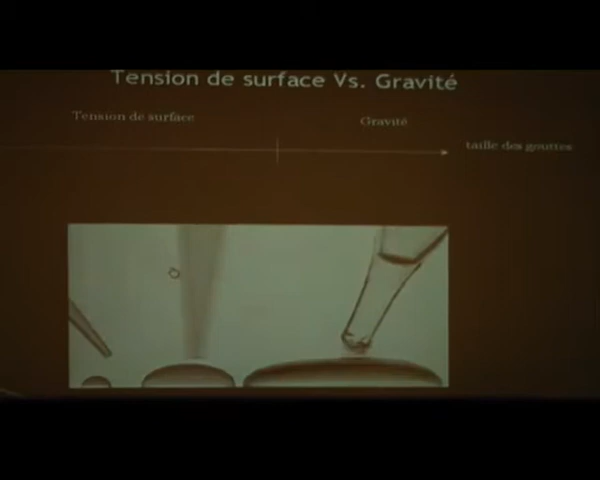 Tension de surface Vs. Gravité
Tension de surface
Gravité
taille des gouttes